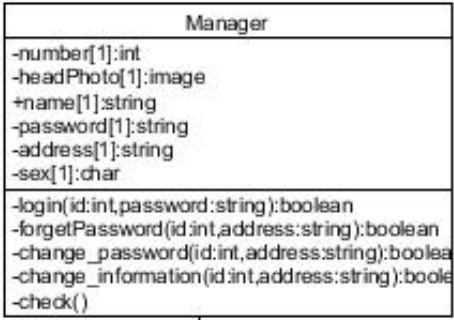 Manager
-number[1]:int
-headPhoto[1]:image
+name[1]:string
-password[1]:string
-address[1]:string
-sex[1]:char
-login(id:int,password:string):boolean
-forgetPassword(id:int,address:string):boolean
-change_password(id:int,address:string):boolea
-change_information(id:int,address:string):boole
-check()